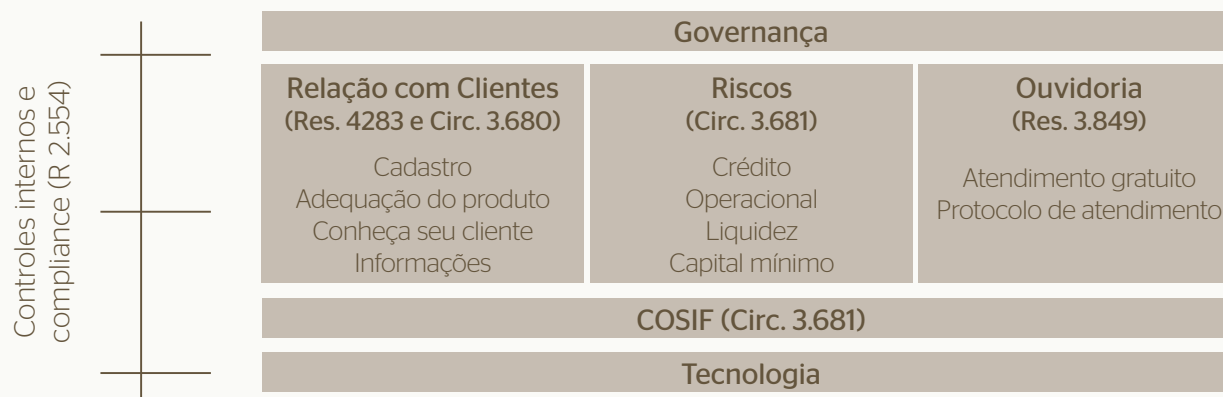 Controles internos e
compliance (R 2.554)
Governança
Relação com Clientes
(Res. 4283 e Circ. 3.680)
Cadastro
Adequação do produto
Conheça seu cliente
Informações
Riscos
(Circ. 3.681)
Crédito
Operacional
Liquidez
Capital mínimo
Ouvidoria
(Res. 3.849)
Atendimento gratuito
Protocolo de atendimento
COSIF (Circ. 3.681)
Tecnologia